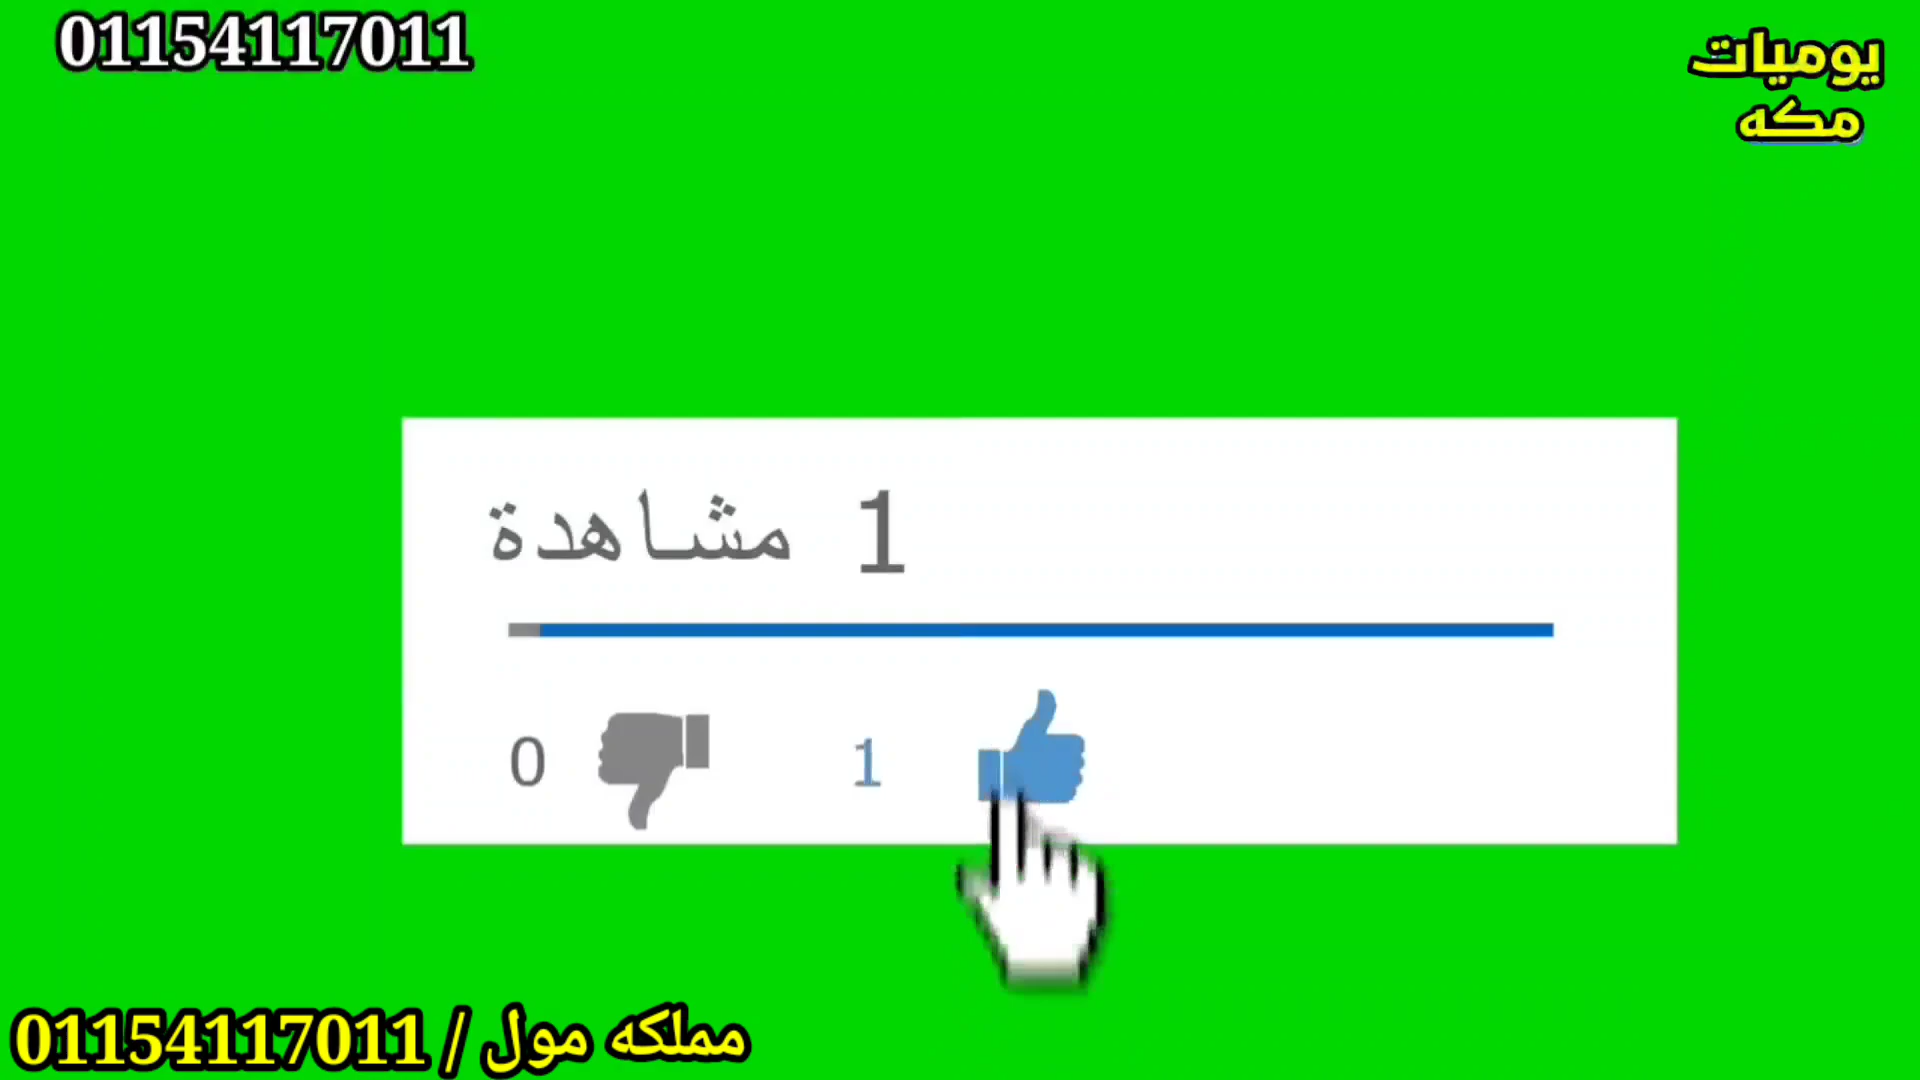 01154117011
يوميات
مكه
1 مشاهدة
0 1
مملكه مول / 01154117011